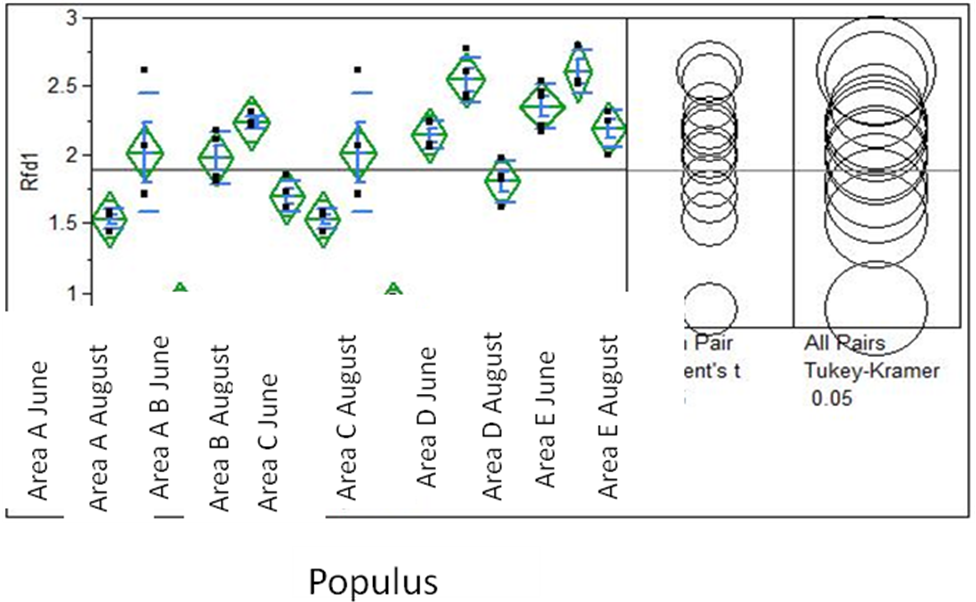 3
2.5
2
1.5
1
Rfd1
Area A June
Area A August
Area A B June
Area B August
Area C June
Area C August
Area D June
Area D August
Area E June
Area E August
Pair
ent's t
All Pairs
Tukey-Kramer
0.05
Populus